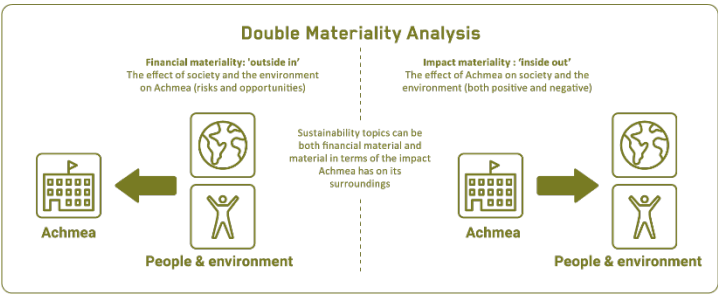 Double Materiality Analysis
Financial materiality: 'outside in'
The effect of society and the environment
on Achmea (risks and opportunities)
Impact materiality : 'inside out'
The effect of Achmea on society and the
environment (both positive and negative)
Sustainability topics can be
both financial material and
material in terms of the impact
Achmea has on its
surroundings
Achmea
People & environment
Achmea
People & environment